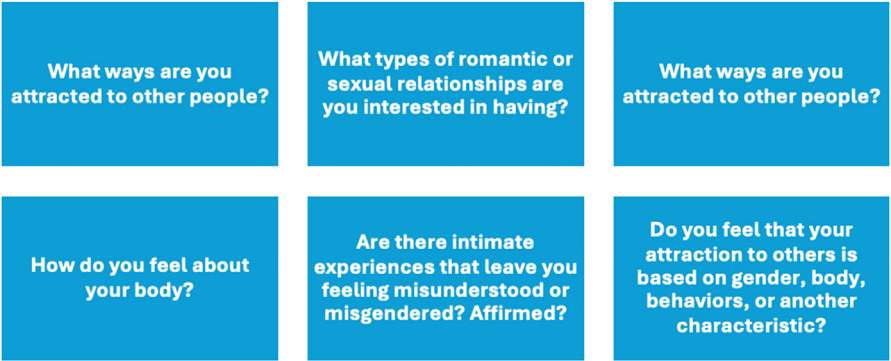 What ways are you
attracted to other people?
What types of romantic or
sexual relationships are
you interested in having?
What ways are you
attracted to other people?
How do you feel about
your body?
Are there intimate
experiences that leave you
feeling misunderstood or
misgendered? Affirmed?
Do you feel that your
attraction to others is
based on gender, body,
behaviors, or another
characteristic?